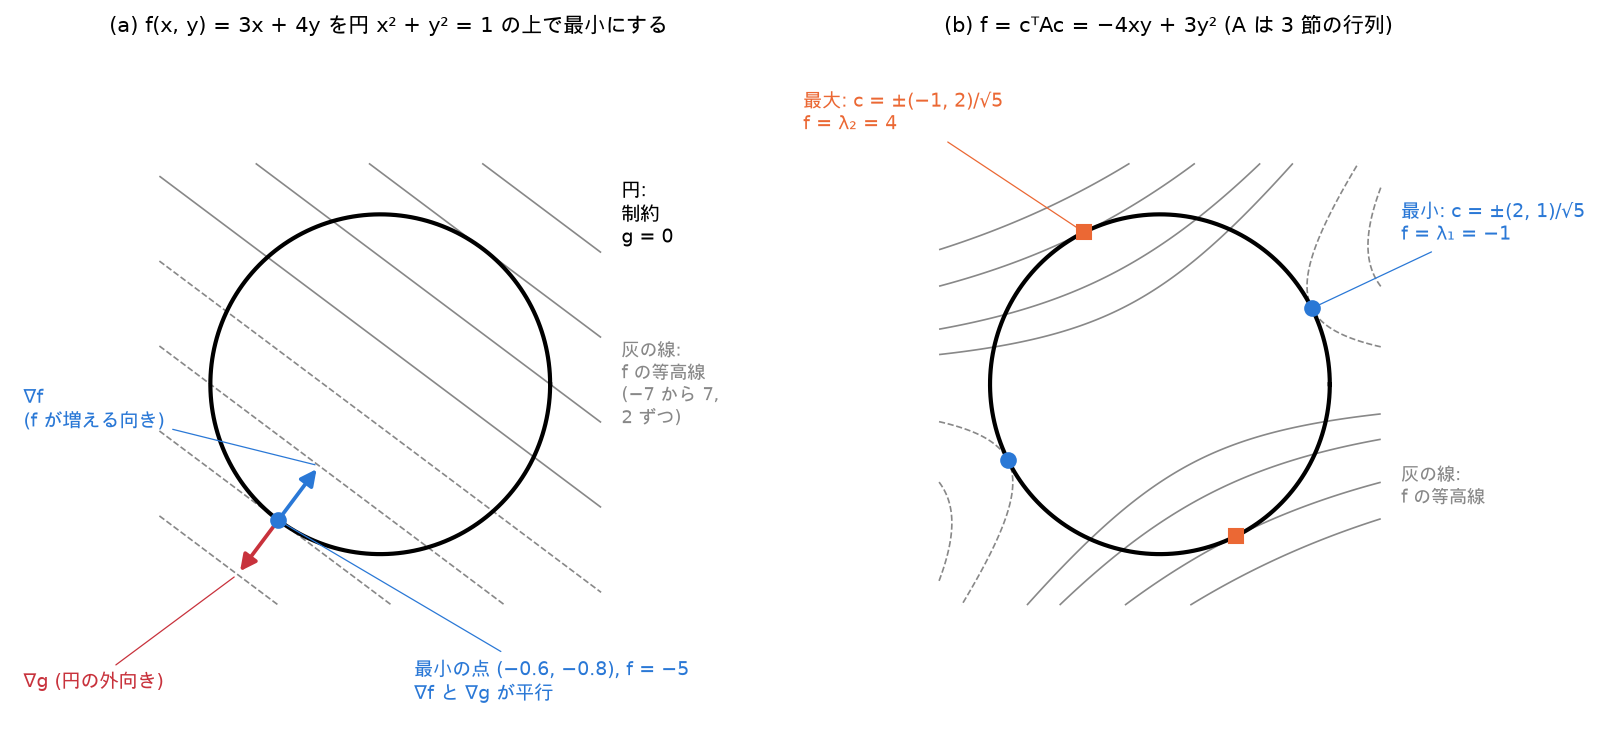 (a) f(x, y) = 3x + 4y を円 x² + y² = 1 の上で最小にする
円:
制約
g = 0
灰の線:
f の等高線
(−7 から 7,
2 ずつ)
∇f
(f が増える向き)
∇g (円の外向き)
最小の点 (−0.6, −0.8), f = −5
∇f と ∇g が平行
(b) f = cᵀAc = −4xy + 3y² (A は 3 節の行列)
最大: c = ±(−1, 2)/√5
f = λ₂ = 4
最小: c = ±(2, 1)/√5
f = λ₁ = −1
灰の線:
f の等高線